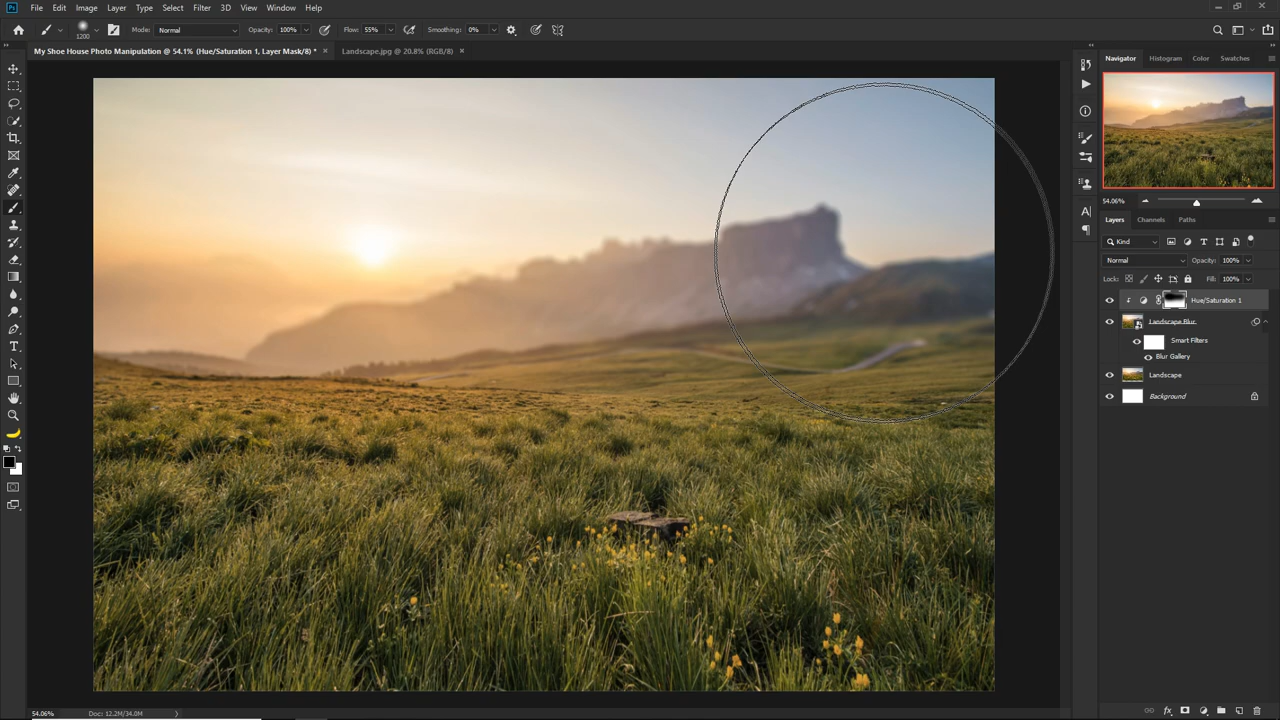 Ps File Edit Image Layer Type Select Filter 3D View Window Help
1200 Mode: Normal Opacity: 100% Flow: 55% Smoothing: 0%
My Shoe House Photo Manipulation @ 54.1% (Hue/Saturation 1, Layer Mask/8) * × Landscape.jpg @ 20.8% (RGB/8) ×
Navigator Histogram Color Swatches
54.06%
Layers Channels Paths
Kind
Normal Opacity: 100%
Lock: Fill: 100%
Hue/Saturation 1
Landscape Blur
Smart Filters
Blur Gallery
Landscape
Background
54.06% Doc: 12.2M/34.0M